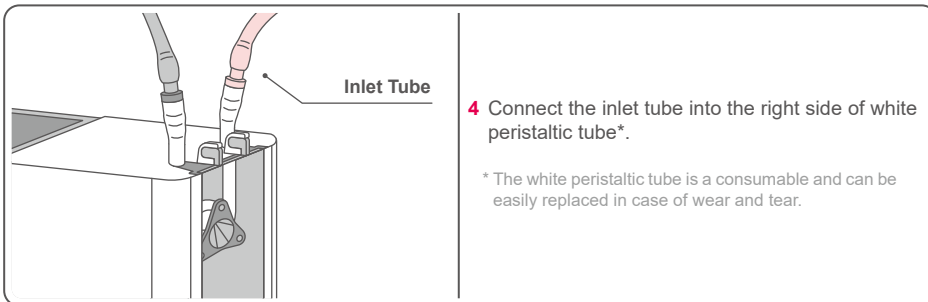 Inlet Tube
4 Connect the inlet tube into the right side of white
peristaltic tube*.
* The white peristaltic tube is a consumable and can be
easily replaced in case of wear and tear.